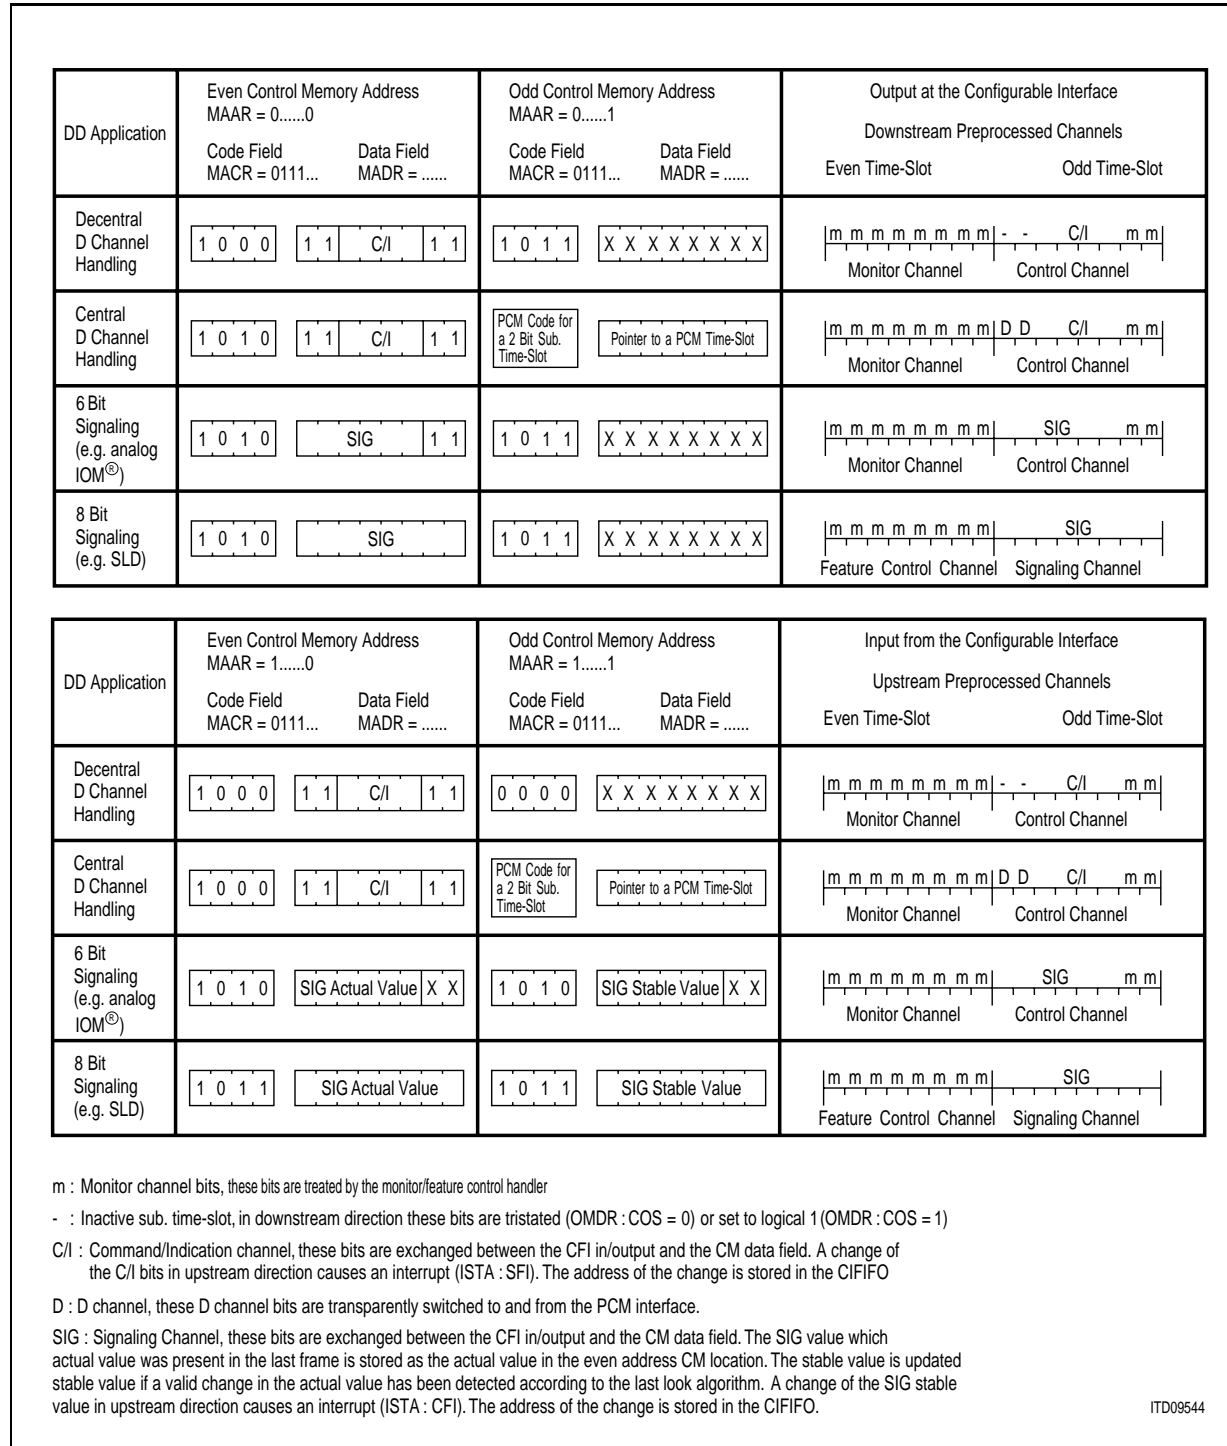 DD Application
Even Control Memory Address
MAAR = 0......0
Code Field Data Field
MACR = 0111... MADR = ......
Odd Control Memory Address
MAAR = 0......1
Code Field Data Field
MACR = 0111... MADR = ......
Output at the Configurable Interface
Downstream Preprocessed Channels
Even Time-Slot Odd Time-Slot
Decentral
D Channel
Handling
1 0 0 0 1 1 C/I 1 1
1 0 1 1 X X X X X X X X
m m m m m m m m - - C/I m m
Monitor Channel Control Channel
Central
D Channel
Handling
1 0 1 0 1 1 C/I 1 1
PCM Code for
a 2 Bit Sub.
Time-Slot
Pointer to a PCM Time-Slot
m m m m m m m m D D C/I m m
Monitor Channel Control Channel
6 Bit
Signaling
(e.g. analog
IOM®)
1 0 1 0 SIG 1 1
1 0 1 1 X X X X X X X X
m m m m m m m m SIG m m
Monitor Channel Control Channel
8 Bit
Signaling
(e.g. SLD)
1 0 1 0 SIG
1 0 1 1 X X X X X X X X
m m m m m m m m SIG
Feature Control Channel Signaling Channel
DD Application
Even Control Memory Address
MAAR = 1......0
Code Field Data Field
MACR = 0111... MADR = ......
Odd Control Memory Address
MAAR = 1......1
Code Field Data Field
MACR = 0111... MADR = ......
Input from the Configurable Interface
Upstream Preprocessed Channels
Even Time-Slot Odd Time-Slot
Decentral
D Channel
Handling
1 0 0 0 1 1 C/I 1 1
0 0 0 0 X X X X X X X X
m m m m m m m m - - C/I m m
Monitor Channel Control Channel
Central
D Channel
Handling
1 0 0 0 1 1 C/I 1 1
PCM Code for
a 2 Bit Sub.
Time-Slot
Pointer to a PCM Time-Slot
m m m m m m m m D D C/I m m
Monitor Channel Control Channel
6 Bit
Signaling
(e.g. analog
IOM®)
1 0 1 0 SIG Actual Value X X
1 0 1 0 SIG Stable Value X X
m m m m m m m m SIG m m
Monitor Channel Control Channel
8 Bit
Signaling
(e.g. SLD)
1 0 1 1 SIG Actual Value
1 0 1 1 SIG Stable Value
m m m m m m m m SIG
Feature Control Channel Signaling Channel
m : Monitor channel bits, these bits are treated by the monitor/feature control handler
- : Inactive sub. time-slot, in downstream direction these bits are tristated (OMDR : COS = 0) or set to logical 1 (OMDR : COS = 1)
C/I : Command/Indication channel, these bits are exchanged between the CFI in/output and the CM data field. A change of
the C/I bits in upstream direction causes an interrupt (ISTA : SFI). The address of the change is stored in the CIFIFO
D : D channel, these D channel bits are transparently switched to and from the PCM interface.
SIG : Signaling Channel, these bits are exchanged between the CFI in/output and the CM data field. The SIG value which
actual value was present in the last frame is stored as the actual value in the even address CM location. The stable value is updated
stable value if a valid change in the actual value has been detected according to the last look algorithm. A change of the SIG stable
value in upstream direction causes an interrupt (ISTA : CFI). The address of the change is stored in the CIFIFO.
ITD09544